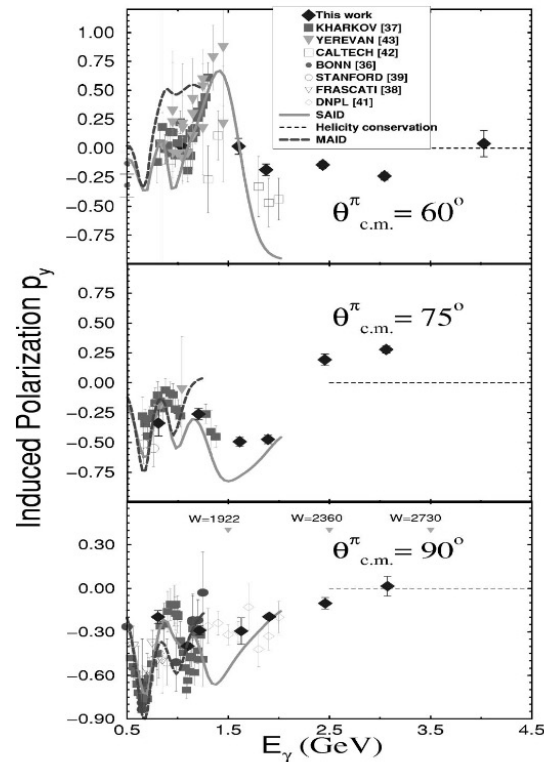 This work
KHARKOV [37]
YEREVAN [43]
CALTECH [42]
BONN [36]
STANFORD [39]
FRASCATI [38]
DNPL [41]
SAID
Helicity conservation
MAID
1.00
0.75
0.50
0.25
0.00
−0.25
−0.50
−0.75
θπc.m. = 60o
0.75
0.50
0.25
0.00
−0.25
−0.50
−0.75
θπc.m. = 75o
Induced Polarization py
W=1922 W=2360 W=2730
0.30
0.00
−0.30
−0.60
−0.90
θπc.m. = 90o
0.5 1.5 2.5 3.5 4.5
Eγ (GeV)